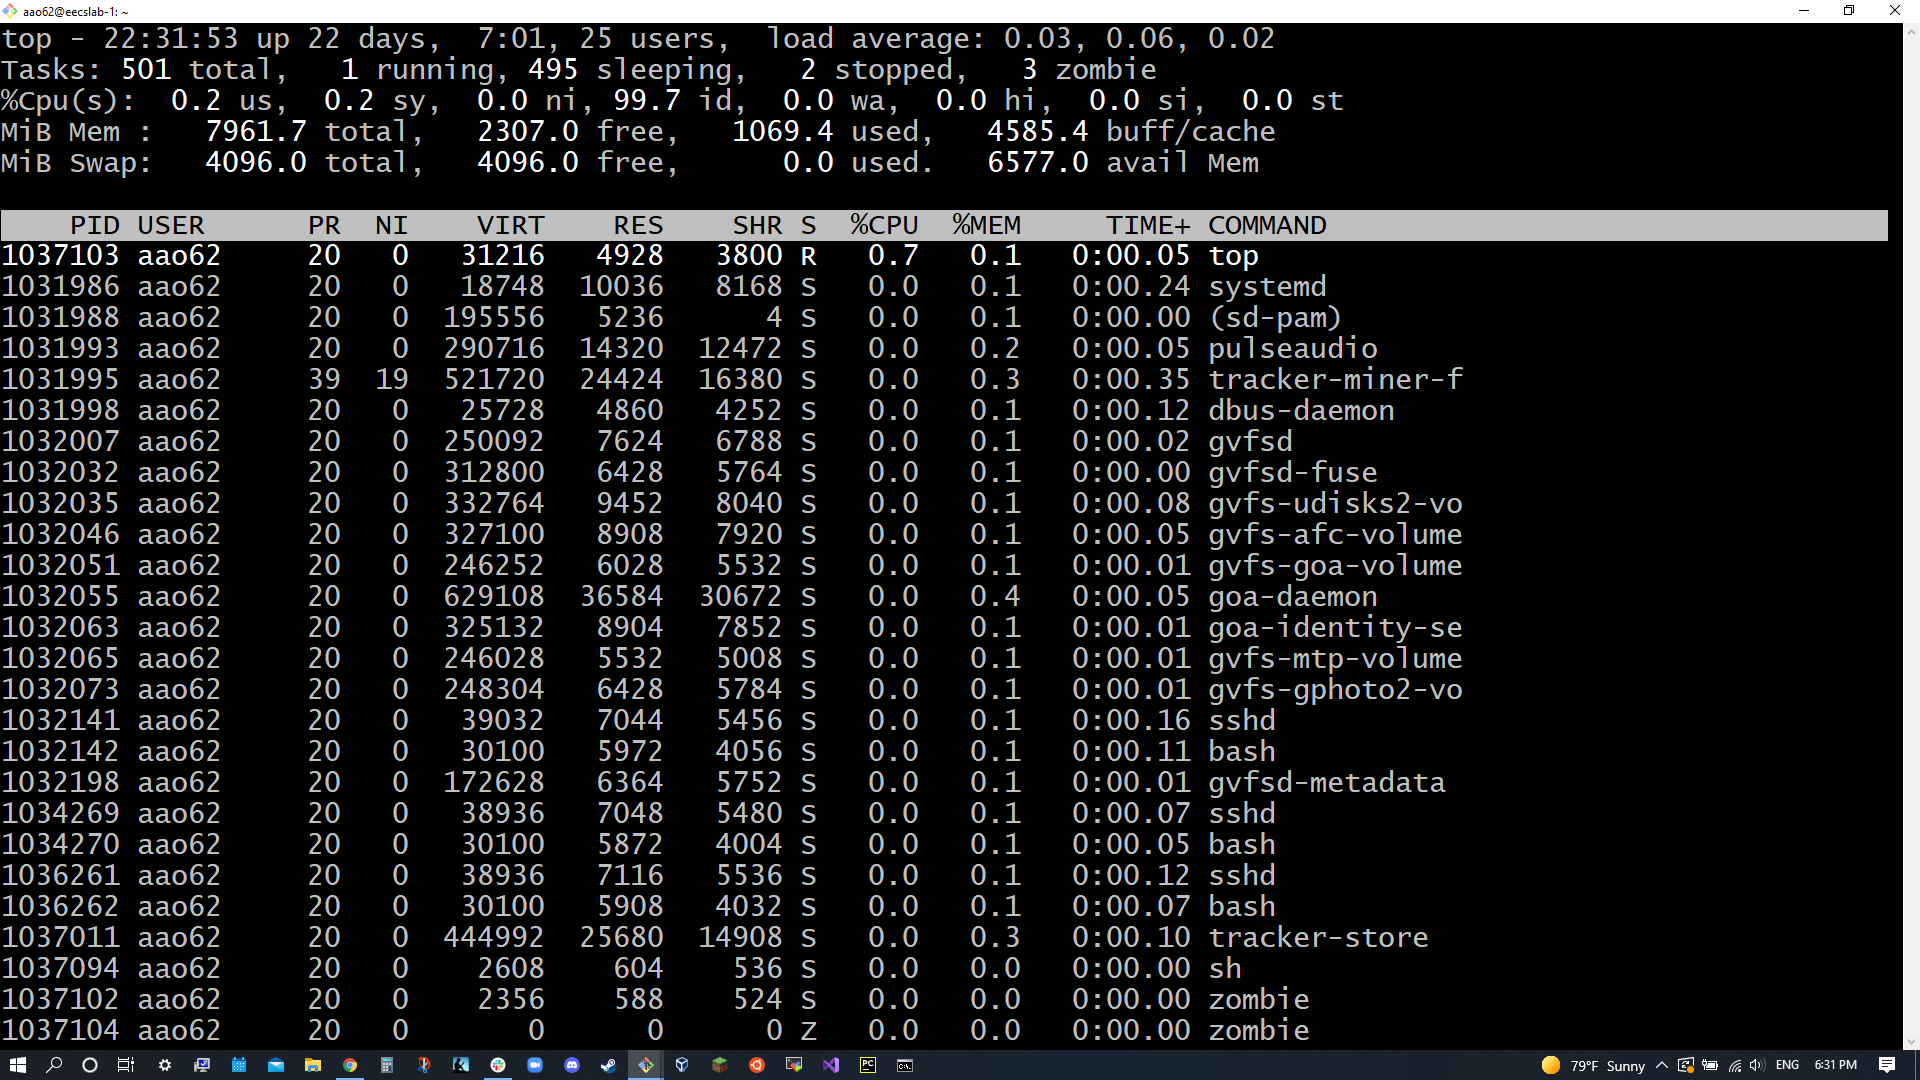 aao62@eecslab-1: ~
top - 22:31:53 up 22 days,  7:01, 25 users,  load average: 0.03, 0.06, 0.02
Tasks: 501 total,   1 running, 495 sleeping,   2 stopped,   3 zombie
%Cpu(s):  0.2 us,  0.2 sy,  0.0 ni, 99.7 id,  0.0 wa,  0.0 hi,  0.0 si,  0.0 st
MiB Mem :   7961.7 total,   2307.0 free,   1069.4 used,   4585.4 buff/cache
MiB Swap:   4096.0 total,   4096.0 free,      0.0 used.   6577.0 avail Mem
PID USER      PR  NI    VIRT    RES    SHR S  %CPU  %MEM     TIME+ COMMAND
1037103 aao62     20   0   31216   4928   3800 R   0.7   0.1   0:00.05 top
1031986 aao62     20   0   18748  10036   8168 S   0.0   0.1   0:00.24 systemd
1031988 aao62     20   0  195556   5236      4 S   0.0   0.1   0:00.00 (sd-pam)
1031993 aao62     20   0  290716  14320  12472 S   0.0   0.2   0:00.05 pulseaudio
1031995 aao62     39  19  521720  24424  16380 S   0.0   0.3   0:00.35 tracker-miner-f
1031998 aao62     20   0   25728   4860   4252 S   0.0   0.1   0:00.12 dbus-daemon
1032007 aao62     20   0  250092   7624   6788 S   0.0   0.1   0:00.02 gvfsd
1032032 aao62     20   0  312800   6428   5764 S   0.0   0.1   0:00.00 gvfsd-fuse
1032035 aao62     20   0  332764   9452   8040 S   0.0   0.1   0:00.08 gvfs-udisks2-vo
1032046 aao62     20   0  327100   8908   7920 S   0.0   0.1   0:00.05 gvfs-afc-volume
1032051 aao62     20   0  246252   6028   5532 S   0.0   0.1   0:00.01 gvfs-goa-volume
1032055 aao62     20   0  629108  36584  30672 S   0.0   0.4   0:00.05 goa-daemon
1032063 aao62     20   0  325132   8904   7852 S   0.0   0.1   0:00.01 goa-identity-se
1032065 aao62     20   0  246028   5532   5008 S   0.0   0.1   0:00.01 gvfs-mtp-volume
1032073 aao62     20   0  248304   6428   5784 S   0.0   0.1   0:00.01 gvfs-gphoto2-vo
1032141 aao62     20   0   39032   7044   5456 S   0.0   0.1   0:00.16 sshd
1032142 aao62     20   0   30100   5972   4056 S   0.0   0.1   0:00.11 bash
1032198 aao62     20   0  172628   6364   5752 S   0.0   0.1   0:00.01 gvfsd-metadata
1034269 aao62     20   0   38936   7048   5480 S   0.0   0.1   0:00.07 sshd
1034270 aao62     20   0   30100   5872   4004 S   0.0   0.1   0:00.05 bash
1036261 aao62     20   0   38936   7116   5536 S   0.0   0.1   0:00.12 sshd
1036262 aao62     20   0   30100   5908   4032 S   0.0   0.1   0:00.07 bash
1037011 aao62     20   0  444992  25680  14908 S   0.0   0.3   0:00.10 tracker-store
1037094 aao62     20   0    2608    604    536 S   0.0   0.0   0:00.00 sh
1037102 aao62     20   0    2356    588    524 S   0.0   0.0   0:00.00 zombie
1037104 aao62     20   0       0      0      0 Z   0.0   0.0   0:00.00 zombie
79°F Sunny ENG 6:31 PM